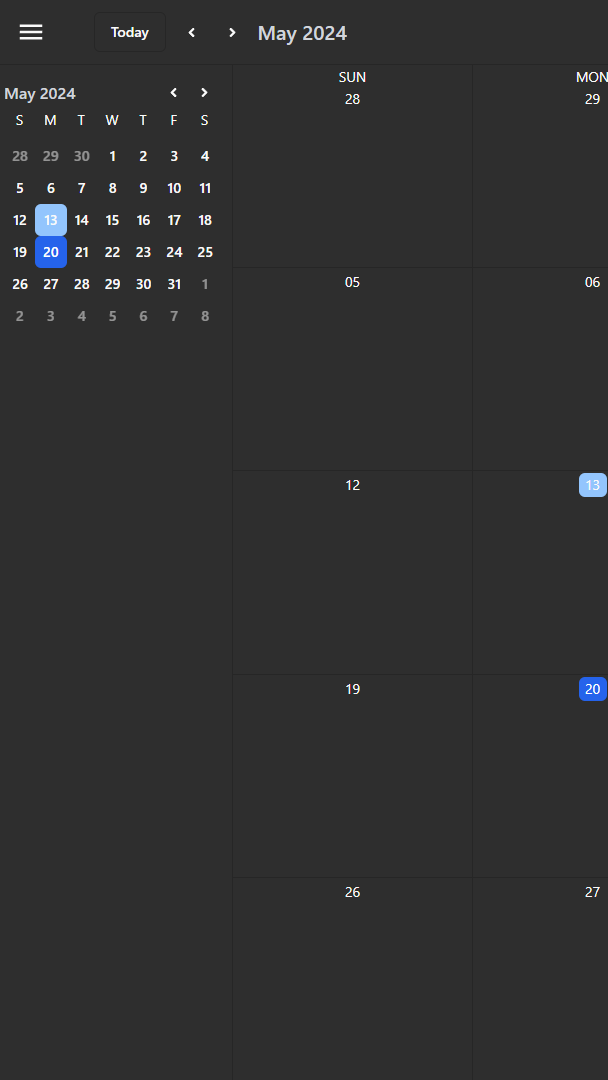 Today
May 2024
May 2024
S M T W T F S
28 29 30 1 2 3 4
5 6 7 8 9 10 11
12 13 14 15 16 17 18
19 20 21 22 23 24 25
26 27 28 29 30 31 1
2 3 4 5 6 7 8
SUN MON
28 29
05 06
12 13
19 20
26 27